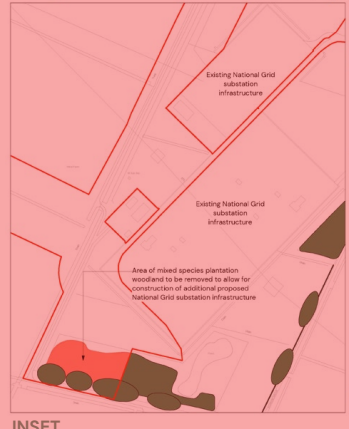 Existing National Grid
substation
infrastructure
Existing National Grid
substation
infrastructure
Area of mixed species plantation
woodland to be removed to allow for
construction of additional proposed
National Grid substation infrastructure
INSET